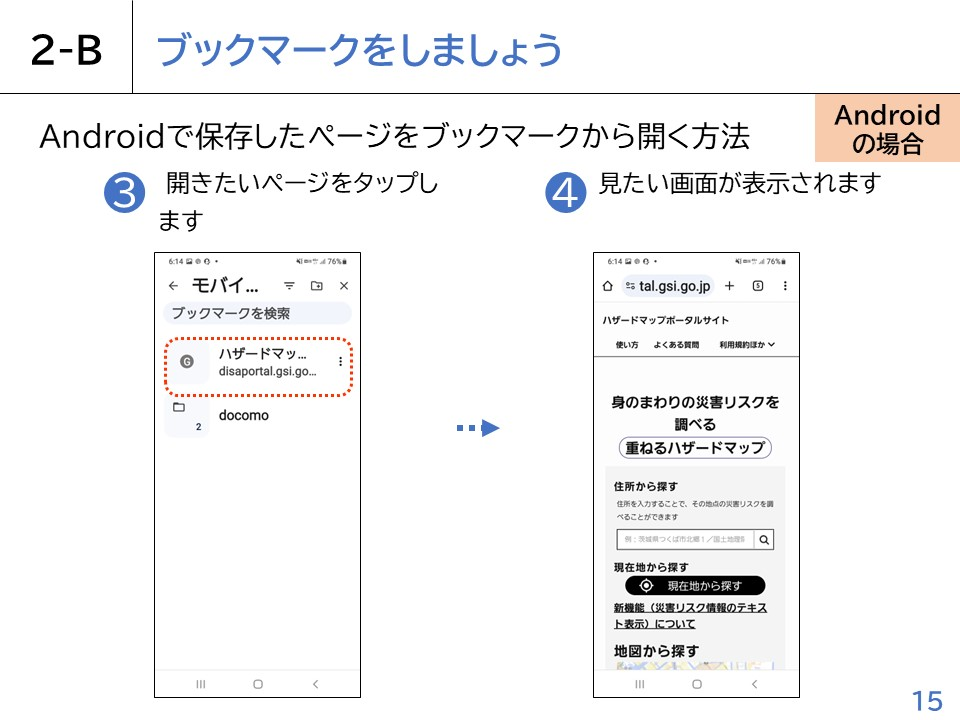 2-B
ブックマークをしましょう
Androidで保存したページをブックマークから開く方法
Android
の場合
3
開きたいページをタップし
ます
4
見たい画面が表示されます
6:14
76%
モバイ...
ブックマークを検索
G
ハザードマッ...
disaportal.gsi.go...
2
docomo
6:14
76%
tal.gsi.go.jp
5
ハザードマップポータルサイト
使い方 よくある質問 利用規約ほか
身のまわりの災害リスクを
調べる
重ねるハザードマップ
住所から探す
住所を入力することで、その地点の災害リスクを調
べることができます
例：茨城県つくば市北郷１／国土地理院
現在地から探す
現在地から探す
新機能（災害リスク情報のテキス
ト表示）について
地図から探す
15